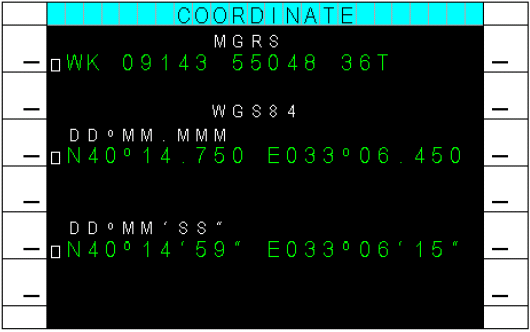 COORDINATE
MGRS
WK 09143 55048 36T
WGS84
DDºMM.MMM
N40º14.750 E033º06.450
DDºMM‘SS“
N40º14‘59“ E033º06‘15“